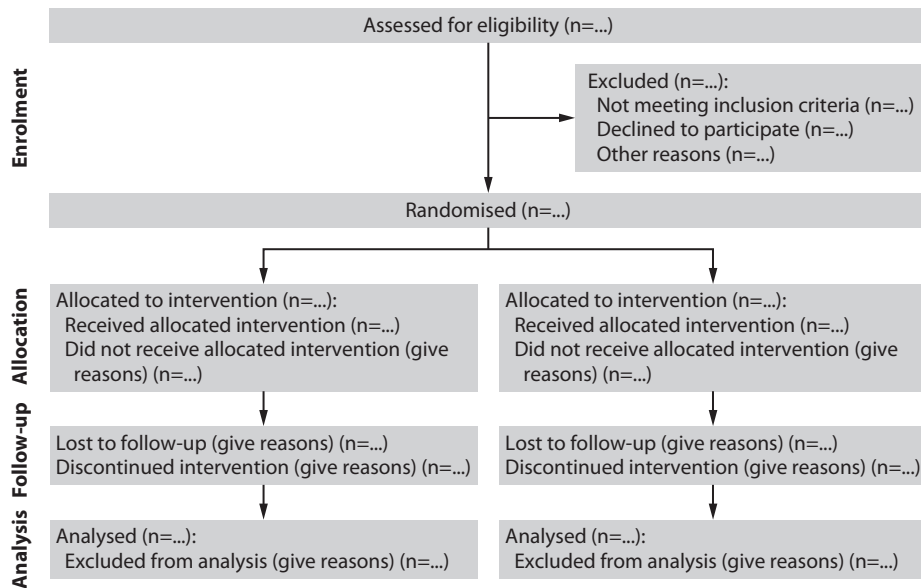 Assessed for eligibility (n=...)
Enrolment
Excluded (n=...):
Not meeting inclusion criteria (n=...)
Declined to participate (n=...)
Other reasons (n=...)
Randomised (n=...)
Allocation
Allocated to intervention (n=...):
Received allocated intervention (n=...)
Did not receive allocated intervention (give
reasons) (n=...)
Allocated to intervention (n=...):
Received allocated intervention (n=...)
Did not receive allocated intervention (give
reasons) (n=...)
Follow-up
Lost to follow-up (give reasons) (n=...)
Discontinued intervention (give reasons) (n=...)
Lost to follow-up (give reasons) (n=...)
Discontinued intervention (give reasons) (n=...)
Analysis
Analysed (n=...):
Excluded from analysis (give reasons) (n=...)
Analysed (n=...):
Excluded from analysis (give reasons) (n=...)